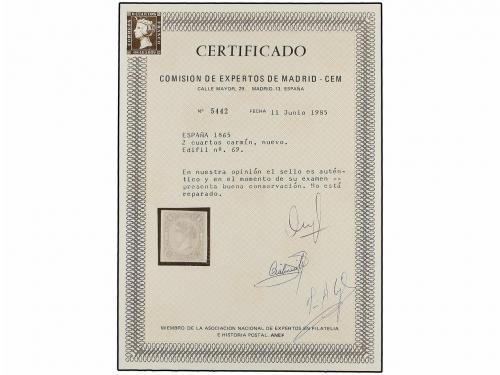 CERTIFICADO
COMISION DE EXPERTOS DE MADRID - CEM
CALLE MAYOR, 29. MADRID-13. ESPAÑA
Nº 5442 FECHA 11 Junio 1985
ESPAÑA 1865
2 cuartos carmín, nuevo.
Edifil nº. 69.
En nuestra opinión el sello es autén-
tico y en el momento de su examen
presenta buena conservación. No está
reparado.
MIEMBRO DE LA ASOCIACION NACIONAL DE EXPERTOS EN FILATELIA
E HISTORIA POSTAL. ANEF